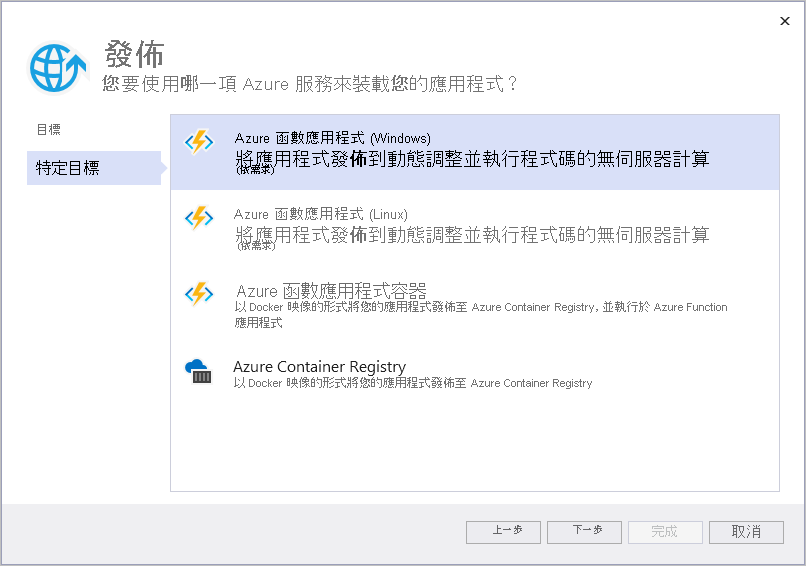 發佈
您要使用哪一項 Azure 服務來裝載您的應用程式？
目標
特定目標
Azure 函數應用程式 (Windows)
將應用程式發佈到動態調整並執行程式碼的無伺服器計算
(依需求)
Azure 函數應用程式 (Linux)
將應用程式發佈到動態調整並執行程式碼的無伺服器計算
(依需求)
Azure 函數應用程式容器
以 Docker 映像的形式將您的應用程式發佈至 Azure Container Registry, 並執行於 Azure Function
應用程式
Azure Container Registry
以 Docker 映像的形式將您的應用程式發佈至 Azure Container Registry
上一步
下一步
完成
取消